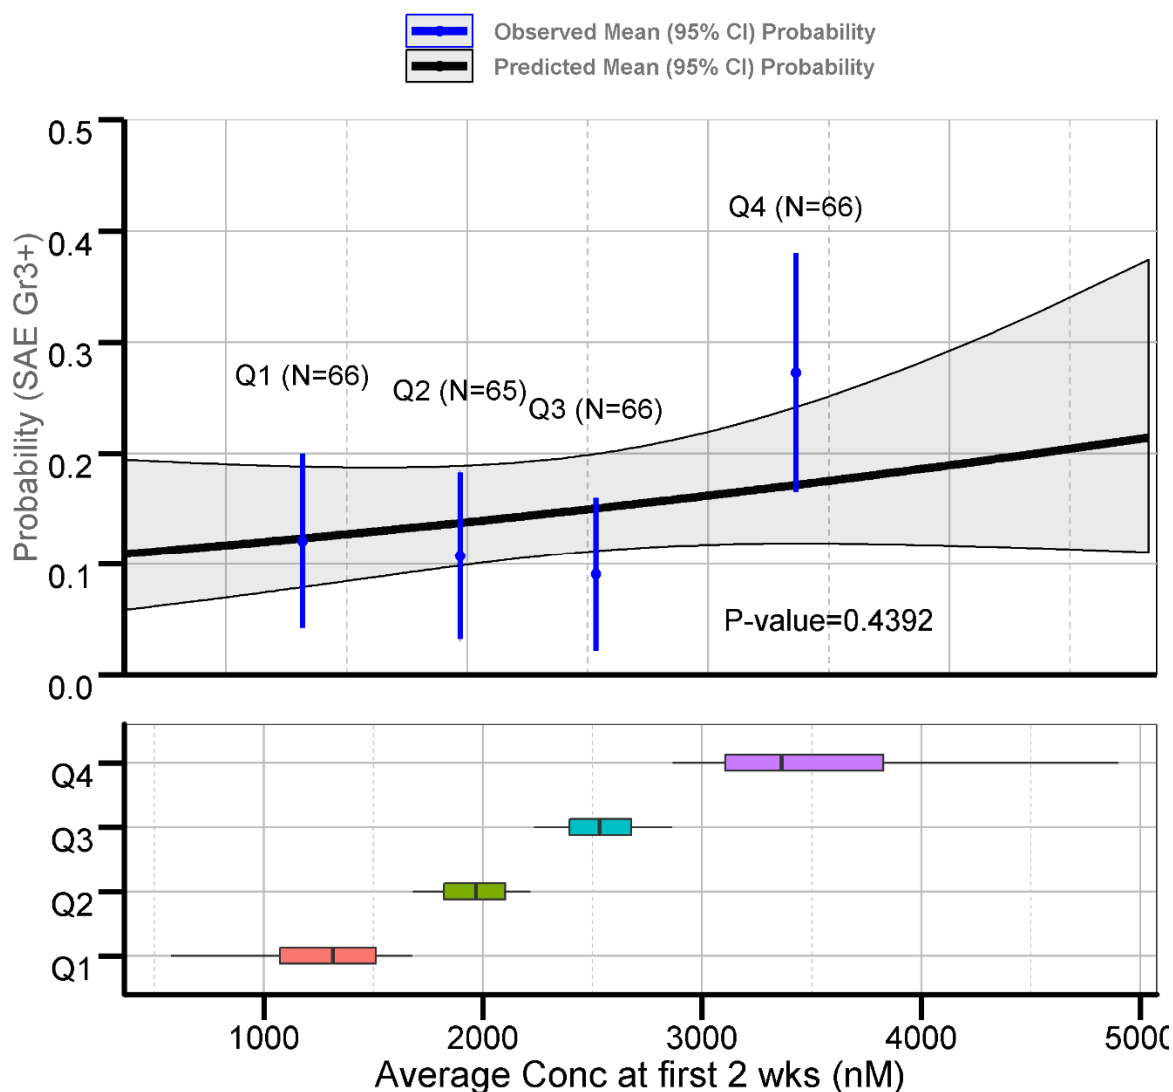 Observed Mean (95% CI) Probability
Predicted Mean (95% CI) Probability
Probability (SAE Gr3+)
0.5
0.4
0.3
0.2
0.1
0.0
Q1 (N=66)
Q2 (N=65)
Q3 (N=66)
Q4 (N=66)
P-value=0.4392
Q4
Q3
Q2
Q1
1000
2000
3000
4000
5000
Average Conc at first 2 wks (nM)